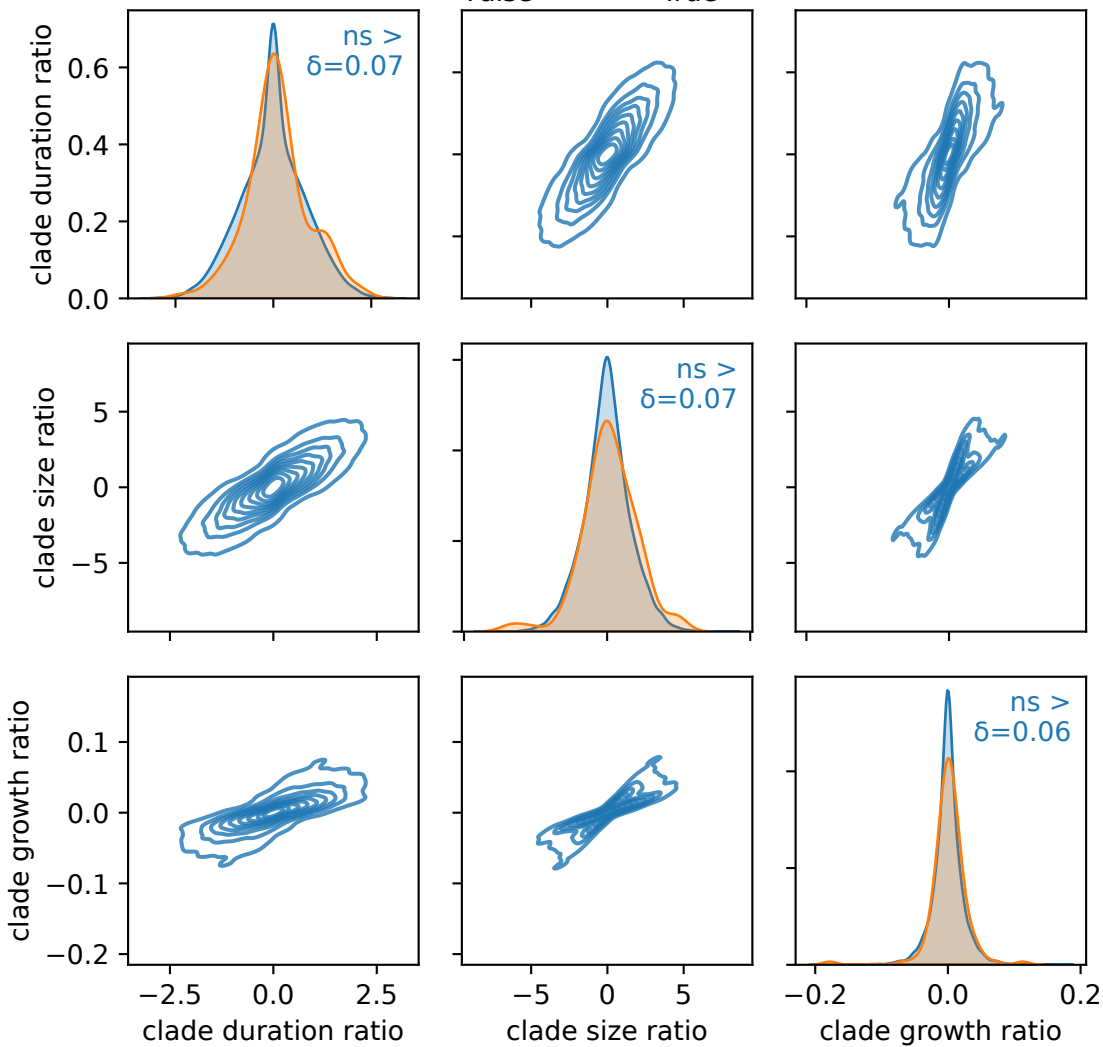 clade duration ratio
0.6
0.4
0.2
0.0
ns >
δ=0.07
clade size ratio
5
0
−5
ns >
δ=0.07
clade growth ratio
0.1
0.0
−0.1
−0.2
ns >
δ=0.06
−2.5 0.0 2.5
−5 0 5
−0.2 0.0 0.2
clade duration ratio
clade size ratio
clade growth ratio